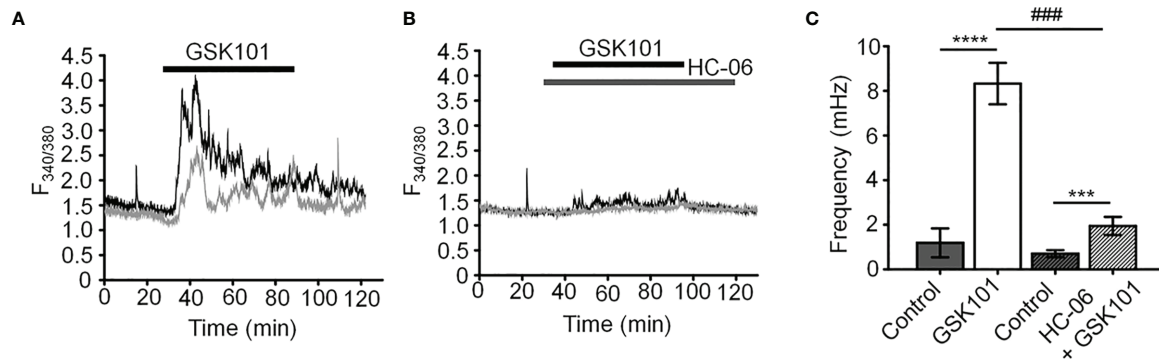 A
GSK101
4.5
4.0
3.5
3.0
2.5
2.0
1.5
1.0
0.5
0
F340/380
0 20 40 60 80 100 120
Time (min)
B
GSK101
HC-06
4.5
4.0
3.5
3.0
2.5
2.0
1.5
1.0
0.5
0
F340/380
0 20 40 60 80 100 120
Time (min)
C
###
****
***
10
8
6
4
2
0
Frequency (mHz)
Control
GSK101
Control
HC-06
+ GSK101